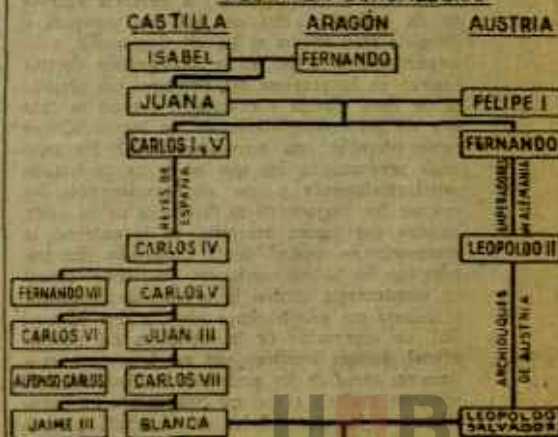 CASTILLA ARAGÓN AUSTRIA
ISABEL FERNANDO
JUANA FELIPE I
CARLOS I y V FERNANDO
REYES DE ESPAÑA
EMPERADORES ALEMANIA
CARLOS IV LEOPOLDO II
FERNANDO VII CARLOS V
CARLOS VI JUAN III
ARCHIDUQUES DE AUSTRIA
ALFONSO CARLOS CARLOS VII
JAIME III BLANCA LEOPOLDO SALVADOR
UAB